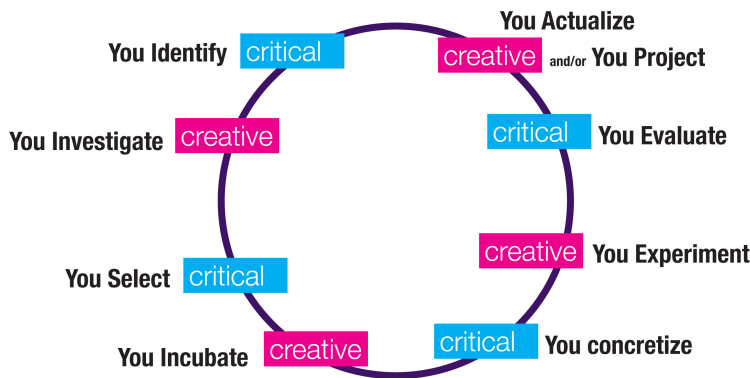 You Actualize
You Identify critical
creative and/or You Project
You Investigate creative
critical You Evaluate
You Select critical
creative You Experiment
You Incubate creative
critical You concretize